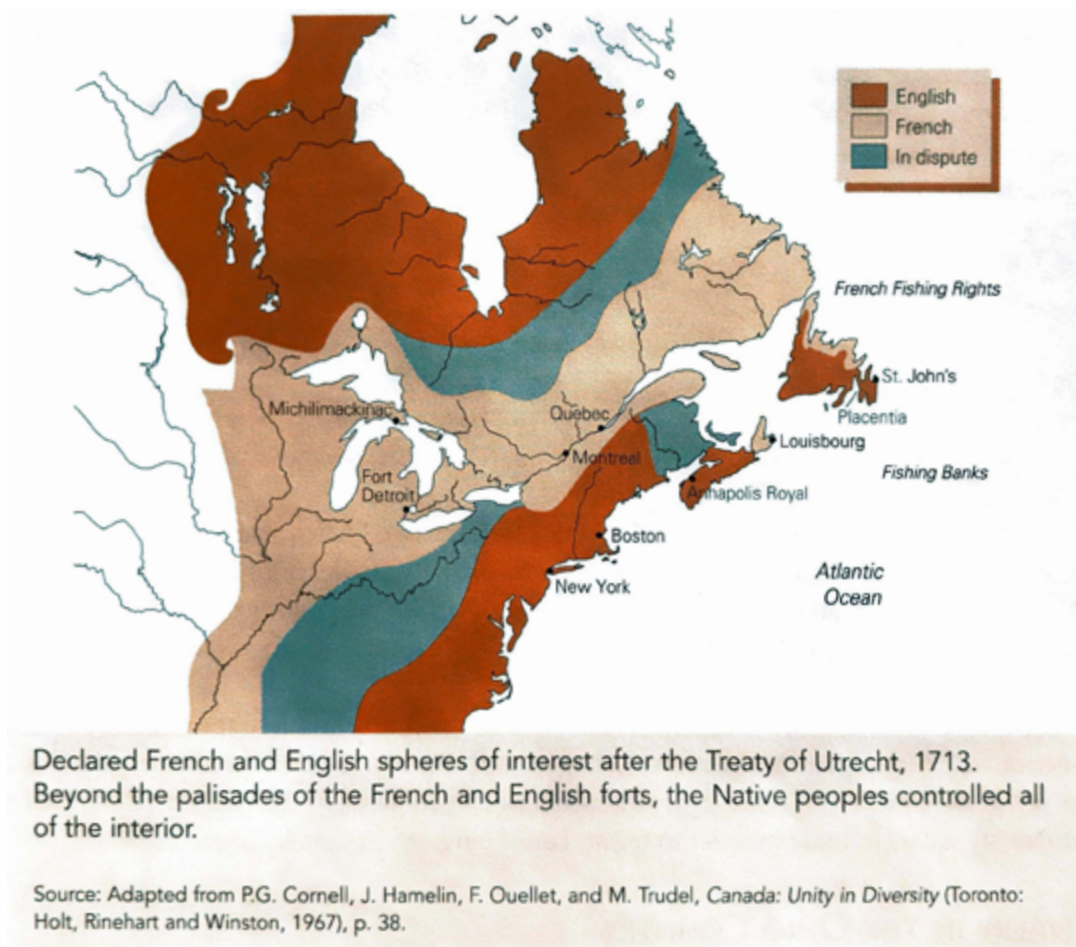 English
French
In dispute
French Fishing Rights
St. John's
Placentia
Michilimackinac
Quebec
Louisbourg
Montreal
Fishing Banks
Fort
Detroit
Annapolis Royal
Boston
Atlantic
Ocean
New York
Declared French and English spheres of interest after the Treaty of Utrecht, 1713.
Beyond the palisades of the French and English forts, the Native peoples controlled all
of the interior.
Source: Adapted from P.G. Cornell, J. Hamelin, F. Ouellet, and M. Trudel, Canada: Unity in Diversity (Toronto:
Holt, Rinehart and Winston, 1967), p. 38.